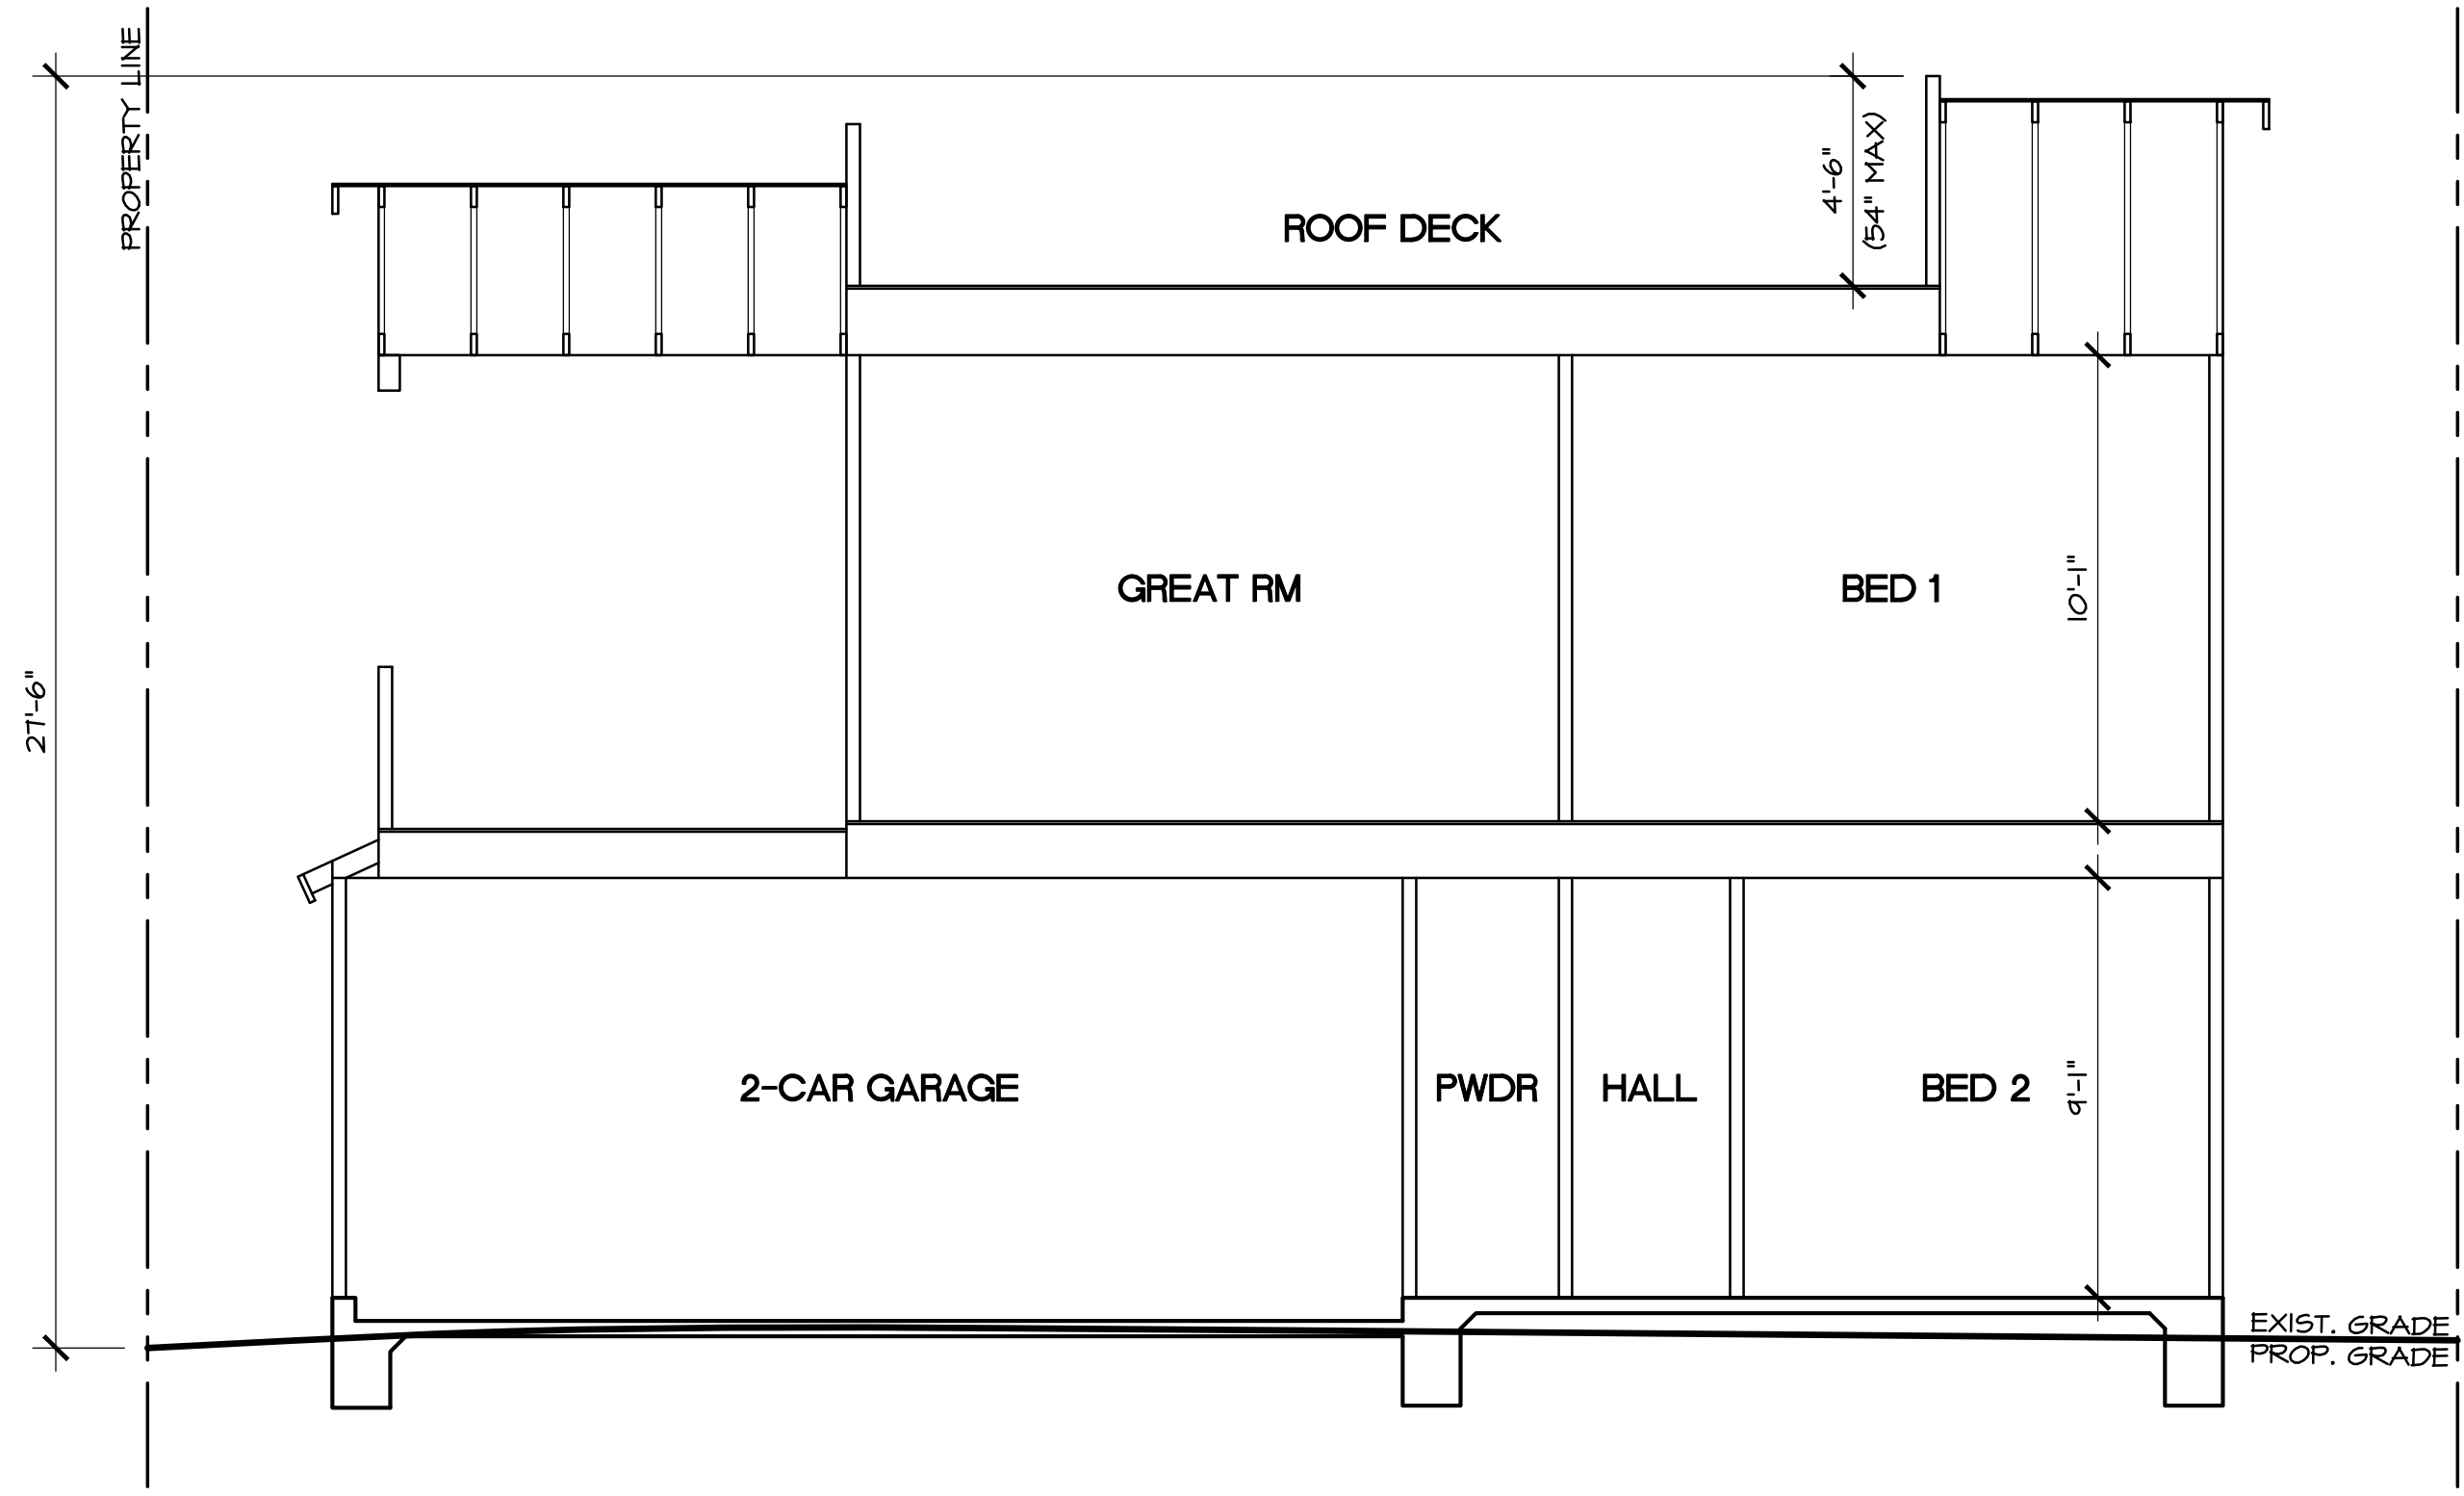 PROPERTY LINE
4'-6"
(54" MAX)
ROOF DECK
GREAT RM
BED 1
10'-1"
27'-6"
2-CAR GARAGE
PWDR
HALL
BED 2
9'-1"
EXIST. GRADE
PROP. GRADE